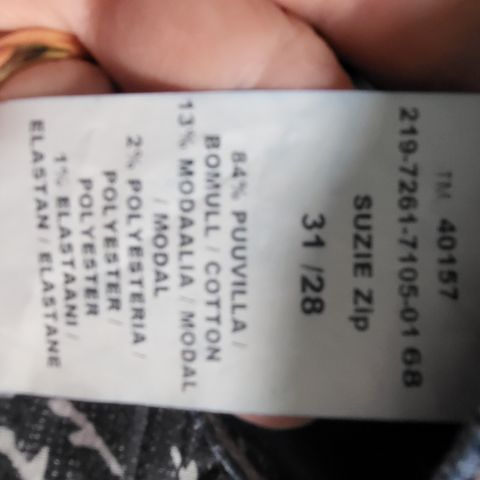 TM. 40157
219-7261-7105-01 68
SUZIE Zip
31 /28
84% PUUVILLA /
BOMULL / COTTON
13% MODAALIA / MODAL
/ MODAL
2% POLYESTERIA /
POLYESTER /
POLYESTER
1% ELASTAANI /
ELASTAN / ELASTANE